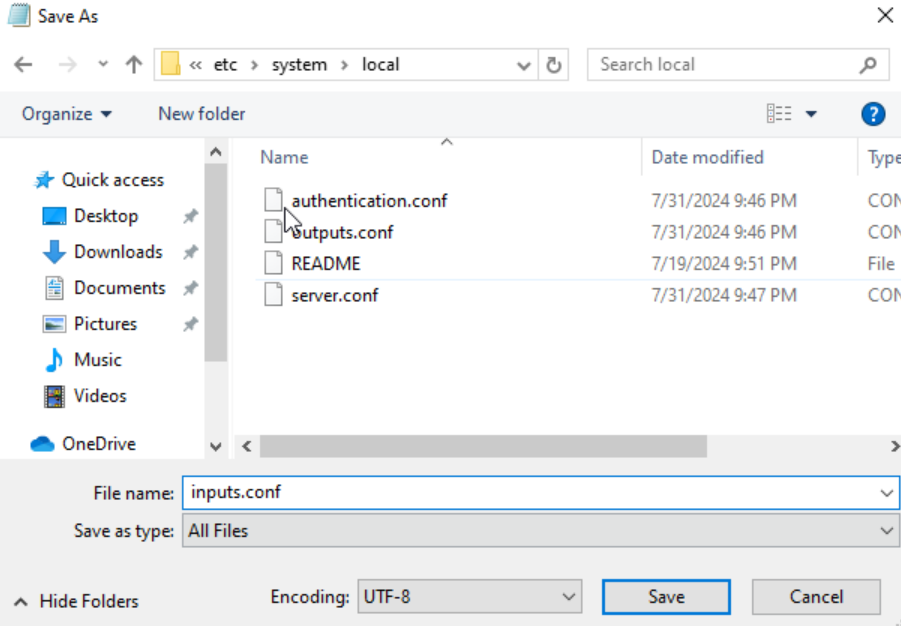 Save As
« etc > system > local
Search local
Organize
New folder
?
Name
Date modified
Type
Quick access
Desktop
Downloads
Documents
Pictures
Music
Videos
OneDrive
authentication.conf 7/31/2024 9:46 PM CON
outputs.conf 7/31/2024 9:46 PM CON
README 7/19/2024 9:51 PM File
server.conf 7/31/2024 9:47 PM CON
File name: inputs.conf
Save as type: All Files
Hide Folders
Encoding: UTF-8
Save
Cancel